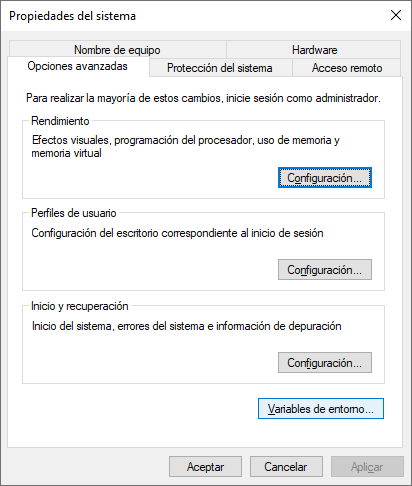 Propiedades del sistema
Nombre de equipo
Hardware
Opciones avanzadas
Protección del sistema
Acceso remoto
Para realizar la mayoría de estos cambios, inicie sesión como administrador.
Rendimiento
Efectos visuales, programación del procesador, uso de memoria y
memoria virtual
Configuración...
Perfiles de usuario
Configuración del escritorio correspondiente al inicio de sesión
Configuración...
Inicio y recuperación
Inicio del sistema, errores del sistema e información de depuración
Configuración...
Variables de entorno...
Aceptar
Cancelar
Aplicar